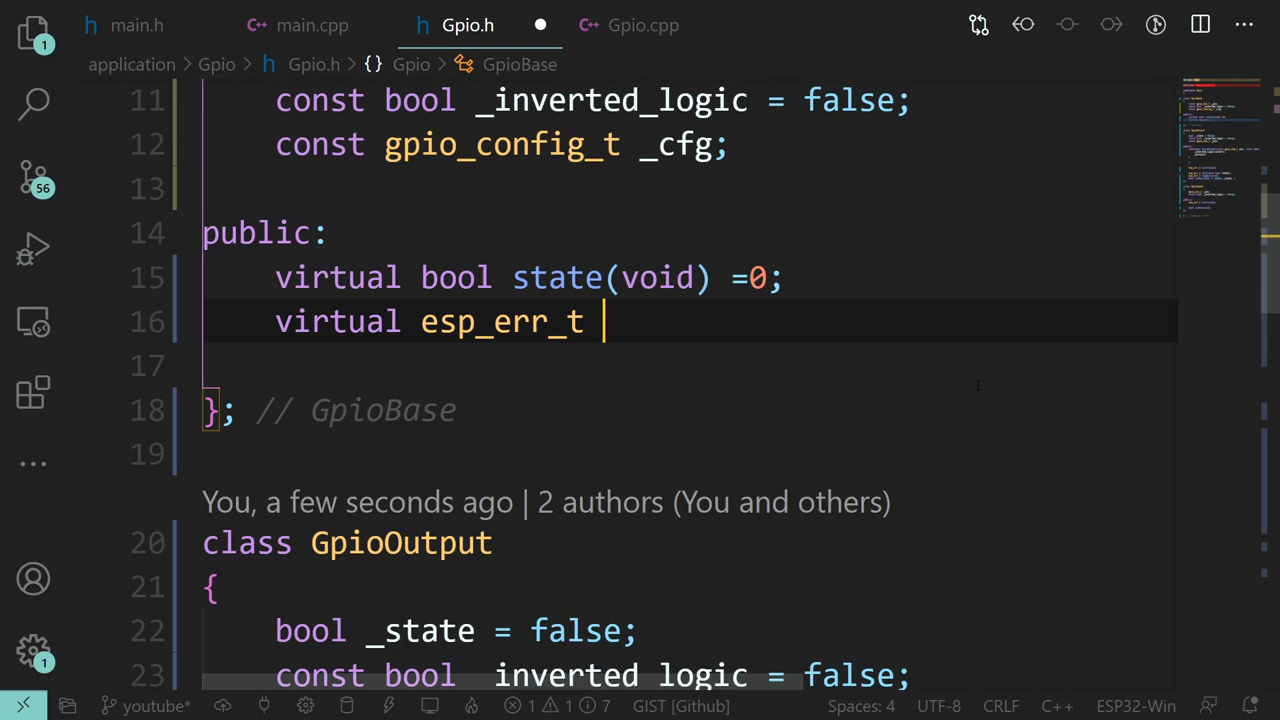 main.h main.cpp Gpio.h Gpio.cpp
application > Gpio > h Gpio.h > {} Gpio > GpioBase
11 const bool _inverted_logic = false;
12 const gpio_config_t _cfg;
13
14 public:
15 virtual bool state(void) =0;
16 virtual esp_err_t
17
18 }; // GpioBase
19
You, a few seconds ago | 2 authors (You and others)
20 class GpioOutput
21 {
22 bool _state = false;
23 const bool _inverted_logic = false;
1
56
1
youtube* 1 1 7 GIST [Github] Spaces: 4 UTF-8 CRLF C++ ESP32-Win